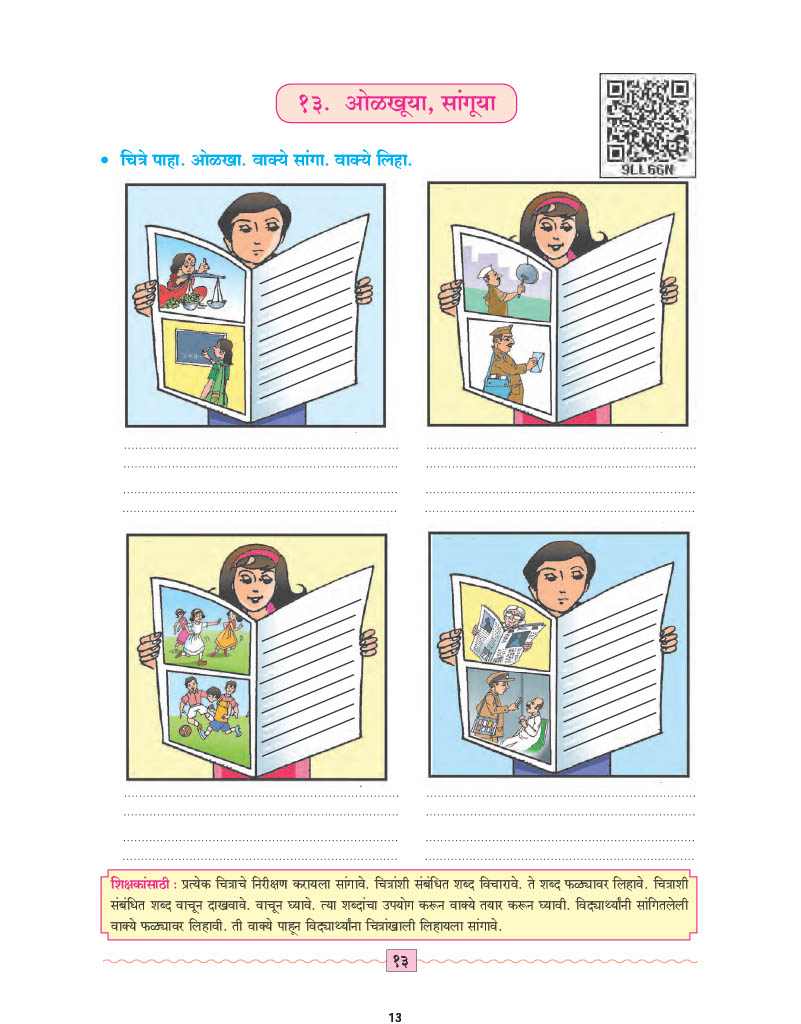 १३. ओळखूया, सांगूया
9LL66N
• चित्रे पाहा. ओळखा. वाक्ये सांगा. वाक्ये लिहा.
शिक्षकांसाठी : प्रत्येक चित्राचे निरीक्षण करायला सांगावे. चित्रांशी संबंधित शब्द विचारावे. ते शब्द फळ्यावर लिहावे. चित्राशी
संबंधित शब्द वाचून दाखवावे. वाचून घ्यावे. त्या शब्दांचा उपयोग करून वाक्ये तयार करून घ्यावी. विद्यार्थ्यांनी सांगितलेली
वाक्ये फळ्यावर लिहावी. ती वाक्ये पाहून विद्यार्थ्यांना चित्रांखाली लिहायला सांगावे.
१३
13